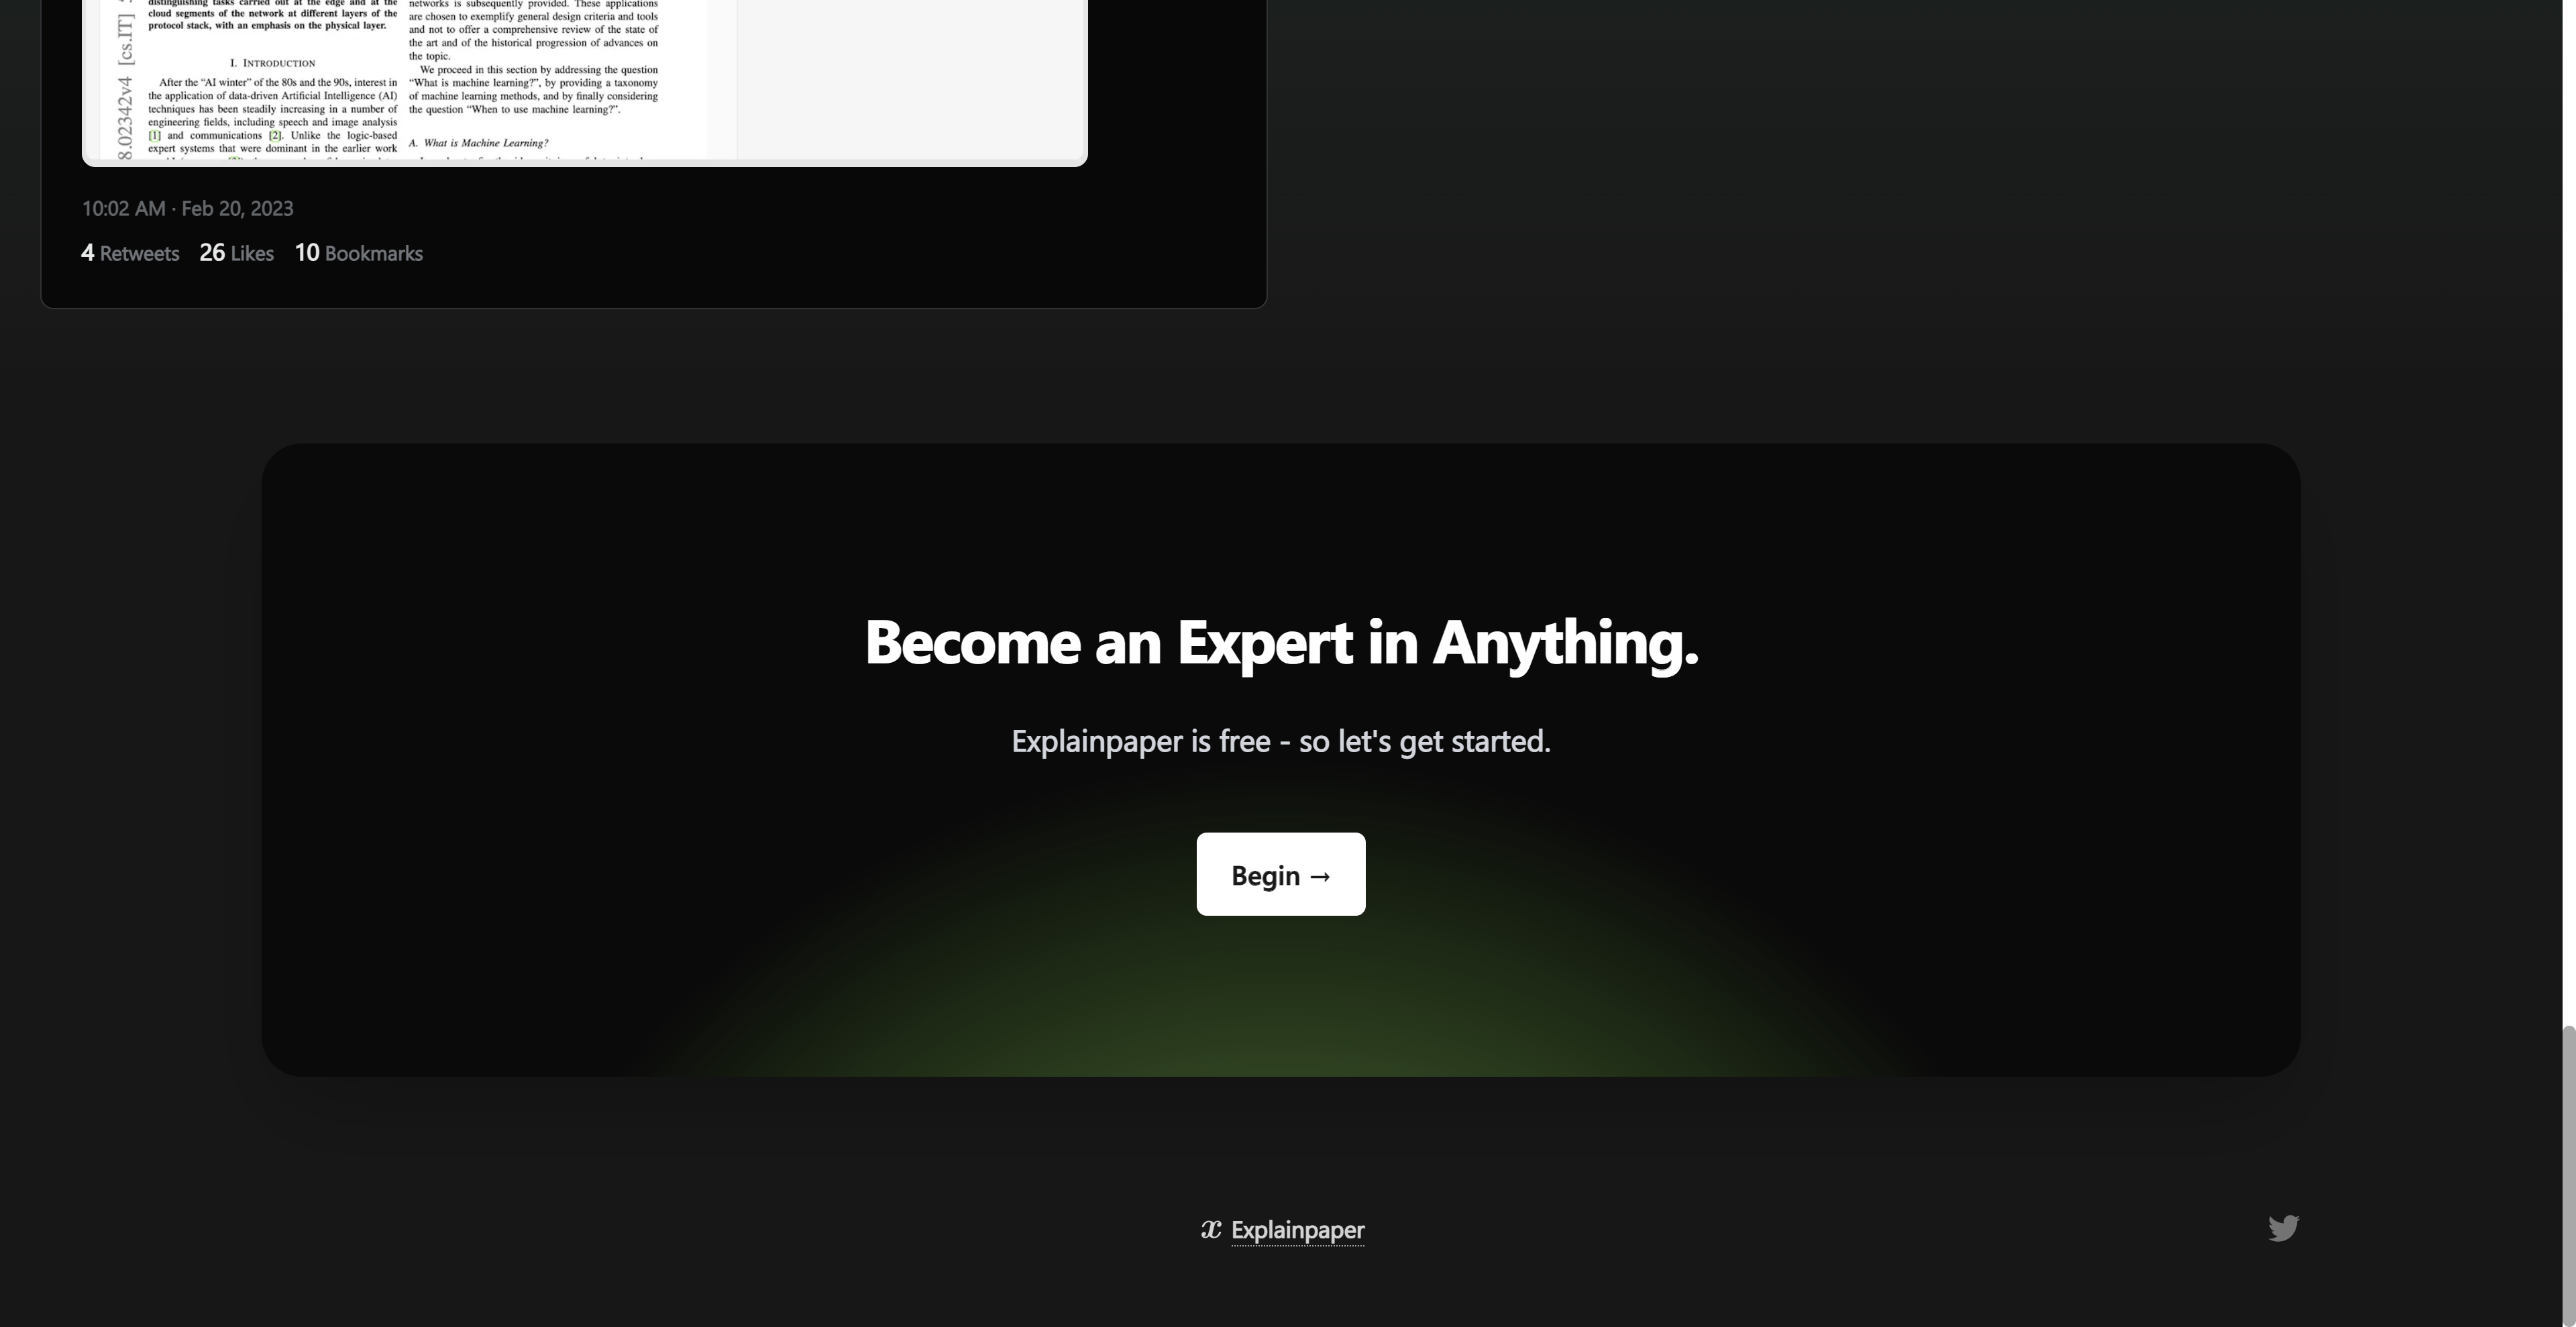 distinguishing tasks carried out at the edge and at the
cloud segments of the network at different layers of the
protocol stack, with an emphasis on the physical layer.
I. INTRODUCTION
After the “AI winter” of the 80s and the 90s, interest in
the application of data-driven Artificial Intelligence (AI)
techniques has been steadily increasing in a number of
engineering fields, including speech and image analysis
[1] and communications [2]. Unlike the logic-based
expert systems that were dominant in the earlier work
8.02342v4 [cs.IT]
networks is subsequently provided. These applications
are chosen to exemplify general design criteria and tools
and not to offer a comprehensive review of the state of
the art and of the historical progression of advances on
the topic.
We proceed in this section by addressing the question
“What is machine learning?”, by providing a taxonomy
of machine learning methods, and by finally considering
the question “When to use machine learning?”.
A. What is Machine Learning?
10:02 AM · Feb 20, 2023
4 Retweets 26 Likes 10 Bookmarks
Become an Expert in Anything.
Explainpaper is free - so let's get started.
Begin →
x Explainpaper